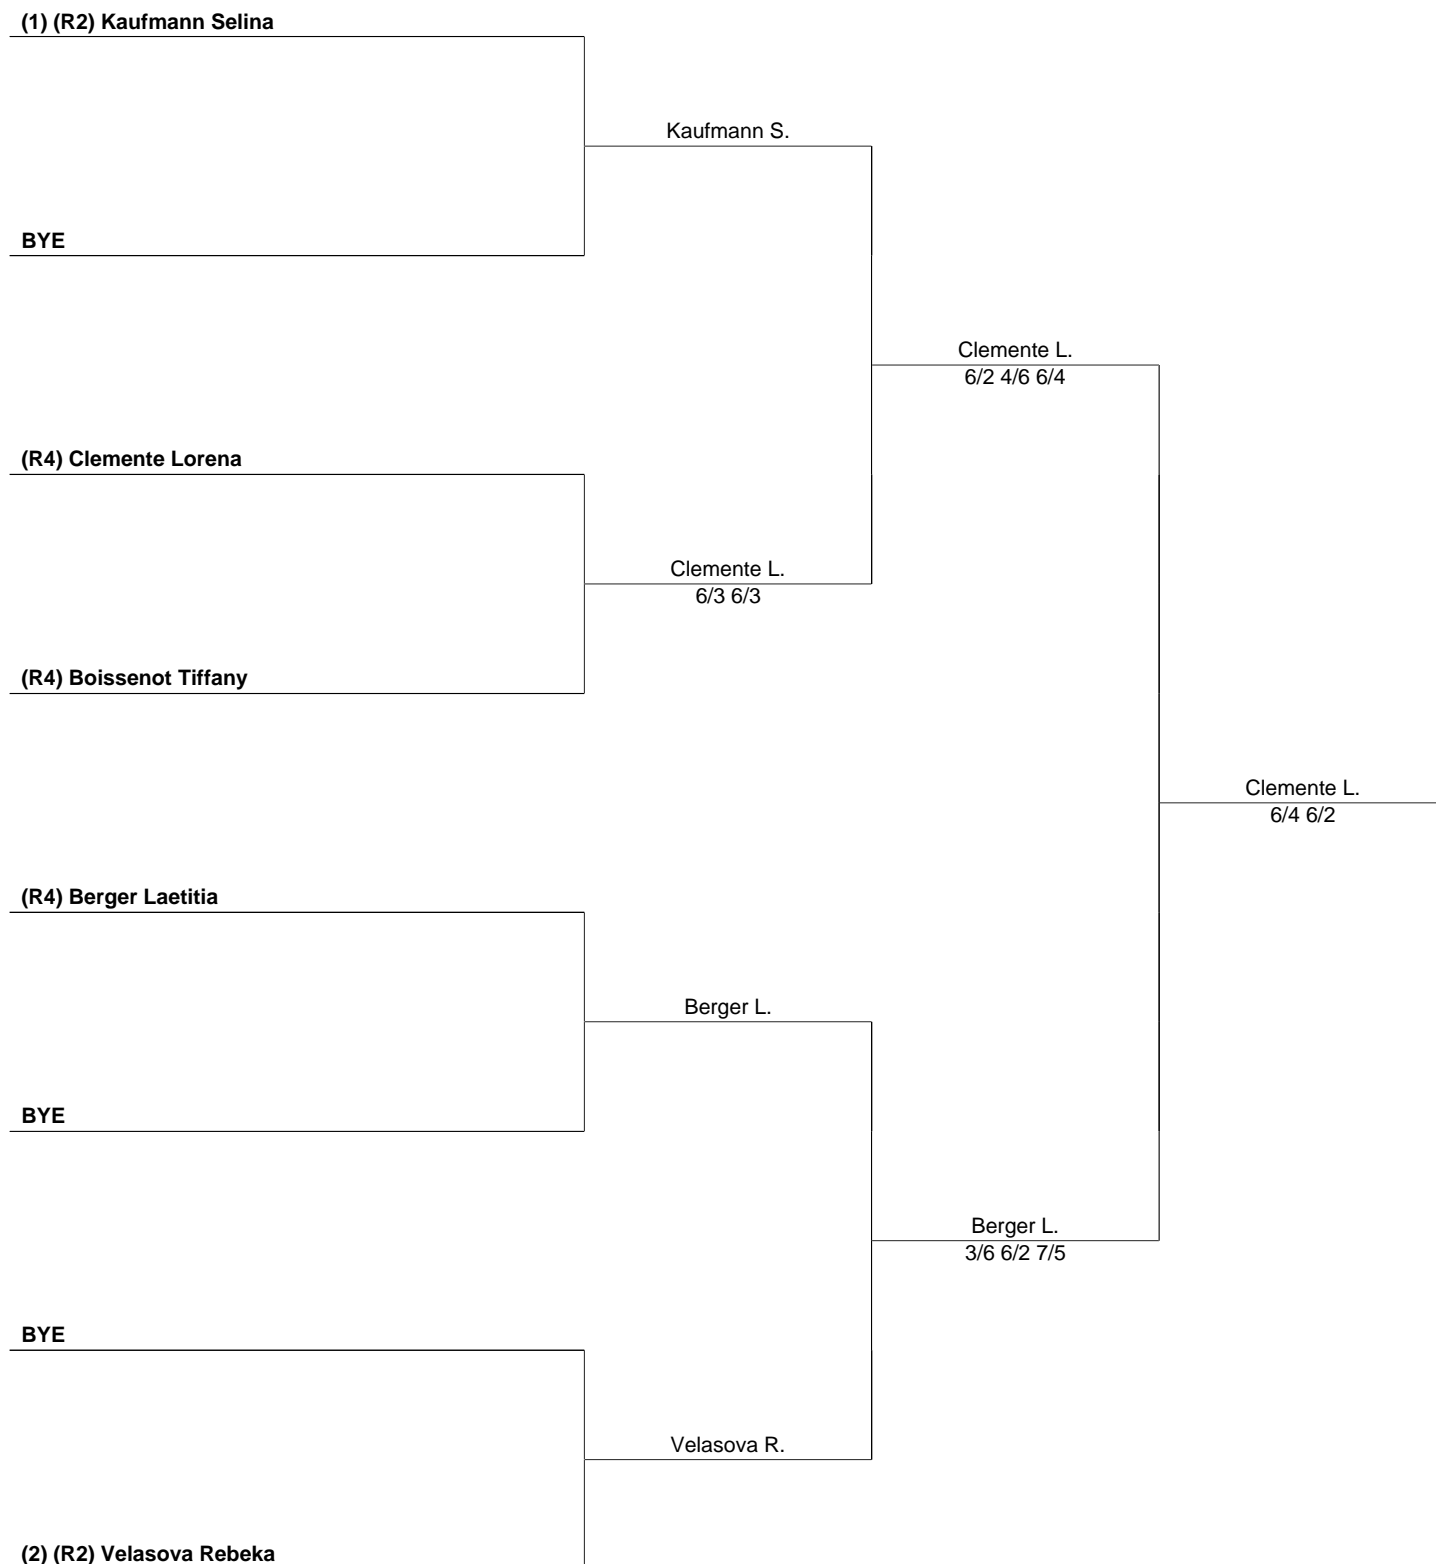 (1) (R2) Kaufmann Selina
Kaufmann S.
BYE
Clemente L.
6/2 4/6 6/4
(R4) Clemente Lorena
Clemente L.
6/3 6/3
(R4) Boissenot Tiffany
Clemente L.
6/4 6/2
(R4) Berger Laetitia
Berger L.
BYE
Berger L.
3/6 6/2 7/5
BYE
Velasova R.
(2) (R2) Velasova Rebeka